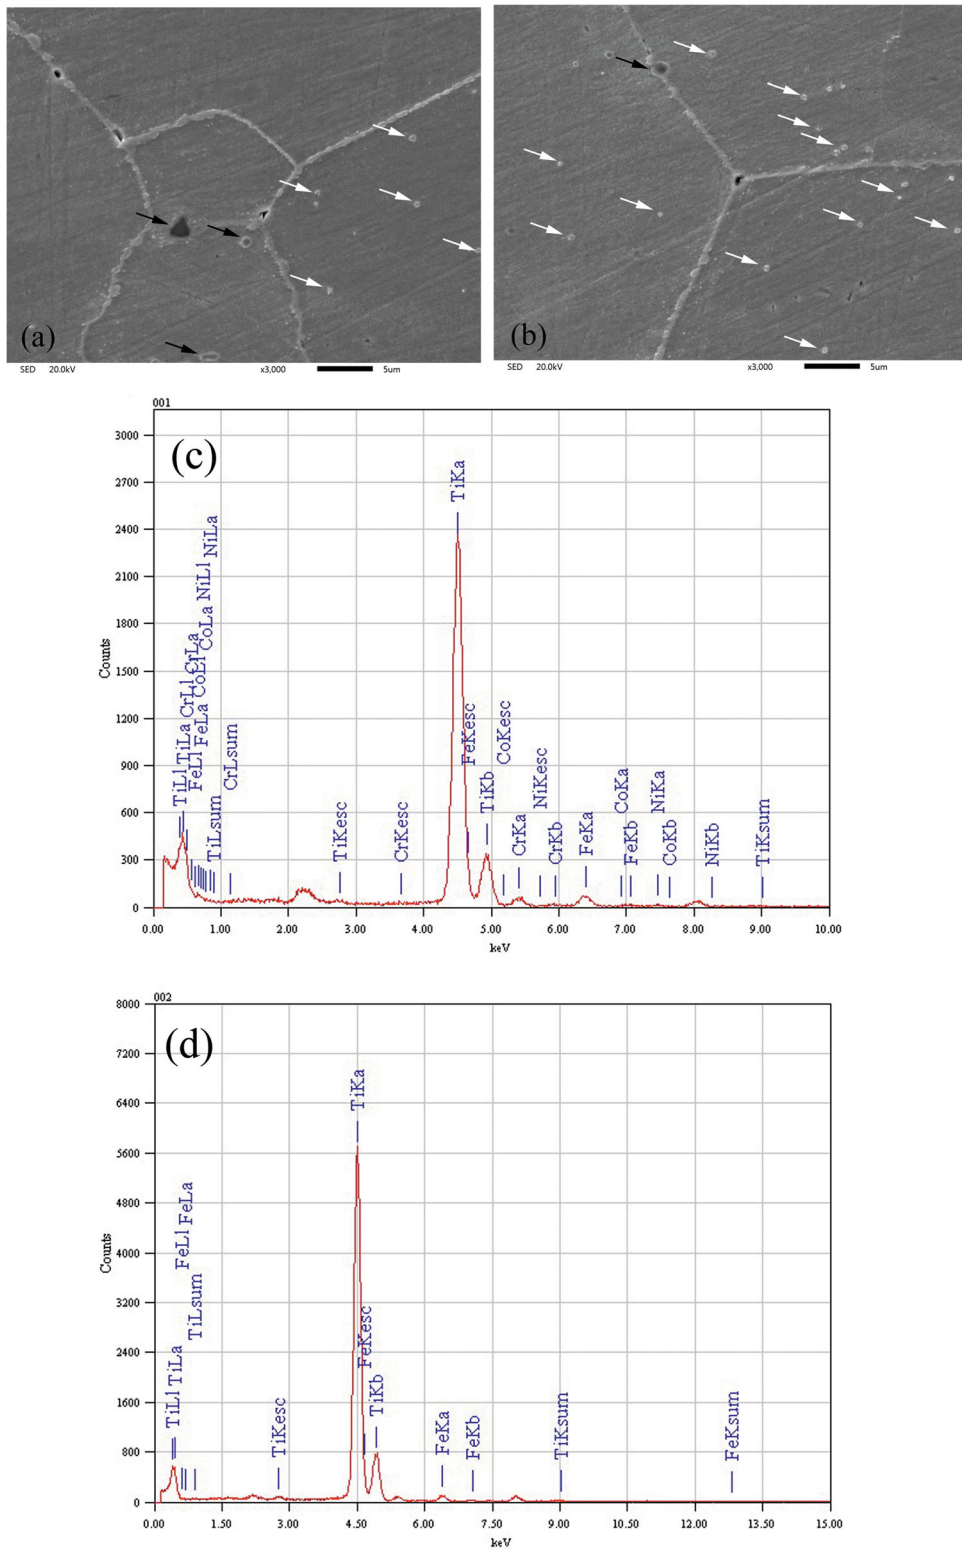 (a)
SED 20.0kV x3,000 5um
(b)
SED 20.0kV x3,000 5um
001
(c)
3000
2700
2400
2100
1800
1500
1200
900
600
300
0
Counts
TiLl TiLa CrLl CrLa
FeLl FeLa CoLl CoLa NiLl NiLa
TiLsum
CrLsum
TiKesc
CrKesc
TiKa
FeKesc
TiKb
CoKesc
CrKa
NiKesc
CrKb
FeKa
CoKa
FeKb
NiKa
CoKb
NiKb
TiKsum
0.00 1.00 2.00 3.00 4.00 5.00 6.00 7.00 8.00 9.00 10.00
keV
002
(d)
8000
7200
6400
5600
4800
4000
3200
2400
1600
800
0
Counts
TiLl TiLa
FeLl FeLa
TiLsum
TiKesc
TiKa
FeKesc
TiKb
FeKa
FeKb
TiKsum
FeKsum
0.00 1.50 3.00 4.50 6.00 7.50 9.00 10.50 12.00 13.50 15.00
keV